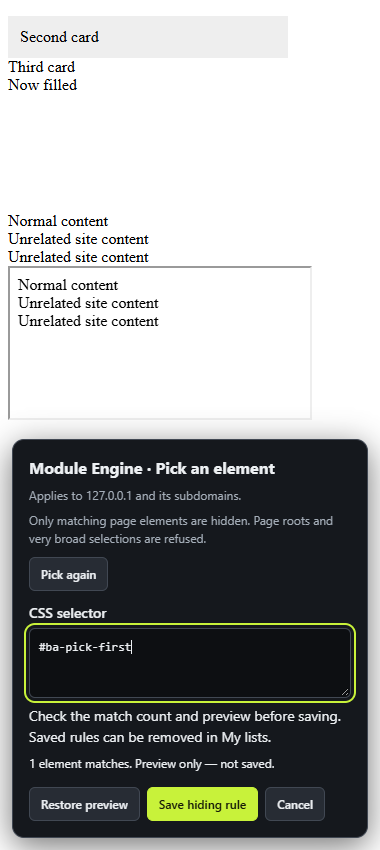 Second card
Third card
Now filled
Normal content
Unrelated site content
Unrelated site content
Normal content
Unrelated site content
Unrelated site content
Module Engine · Pick an element
Applies to 127.0.0.1 and its subdomains.
Only matching page elements are hidden. Page roots and
very broad selections are refused.
Pick again
CSS selector
#ba-pick-first
Check the match count and preview before saving.
Saved rules can be removed in My lists.
1 element matches. Preview only — not saved.
Restore preview Save hiding rule Cancel